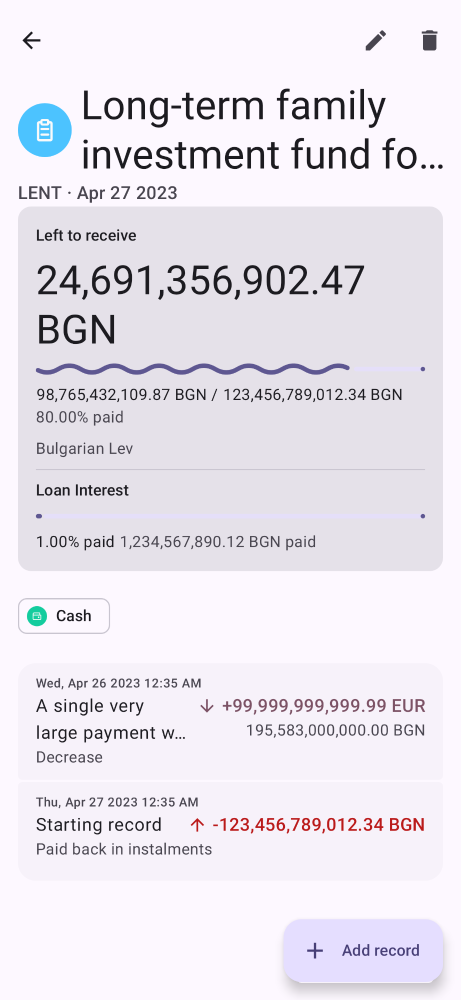 Long-term family
investment fund fo…
LENT · Apr 27 2023
Left to receive
24,691,356,902.47
BGN
98,765,432,109.87 BGN / 123,456,789,012.34 BGN
80.00% paid
Bulgarian Lev
Loan Interest
1.00% paid 1,234,567,890.12 BGN paid
Cash
Wed, Apr 26 2023 12:35 AM
A single very
large payment w…
+99,999,999,999.99 EUR
195,583,000,000.00 BGN
Decrease
Thu, Apr 27 2023 12:35 AM
Starting record
-123,456,789,012.34 BGN
Paid back in instalments
Add record